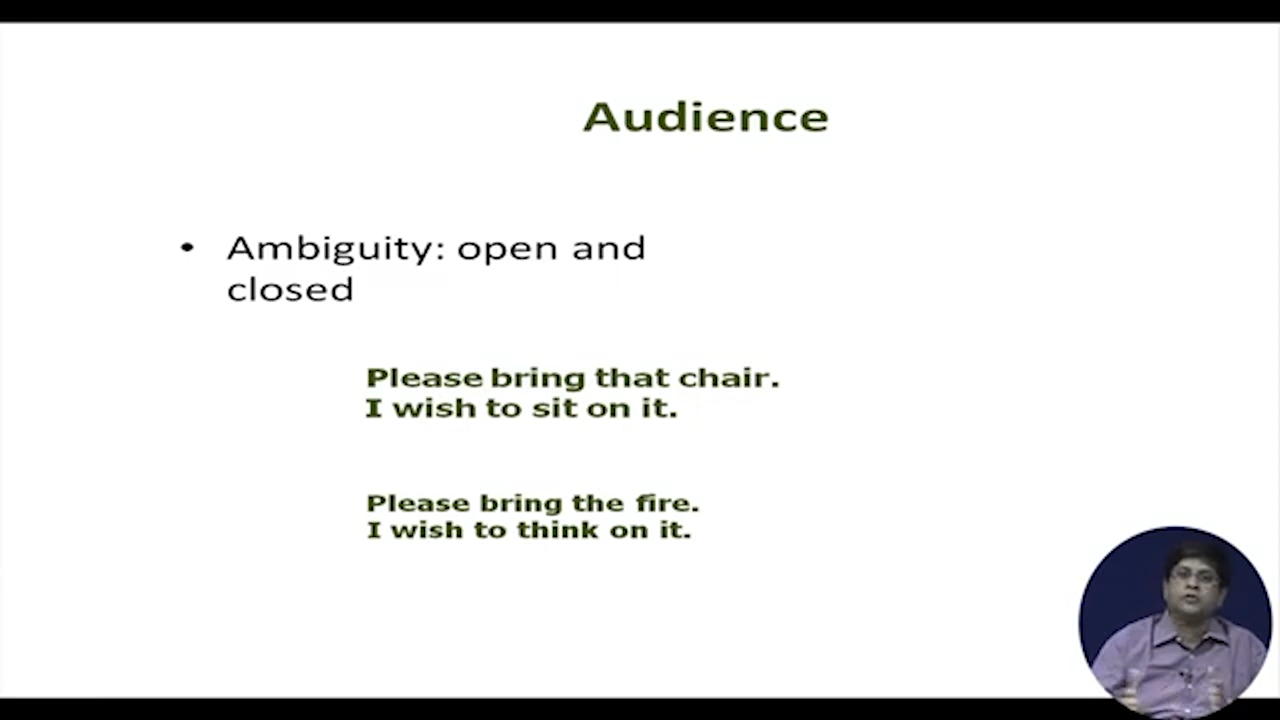 Audience
• Ambiguity: open and
closed
Please bring that chair.
I wish to sit on it.
Please bring the fire.
I wish to think on it.